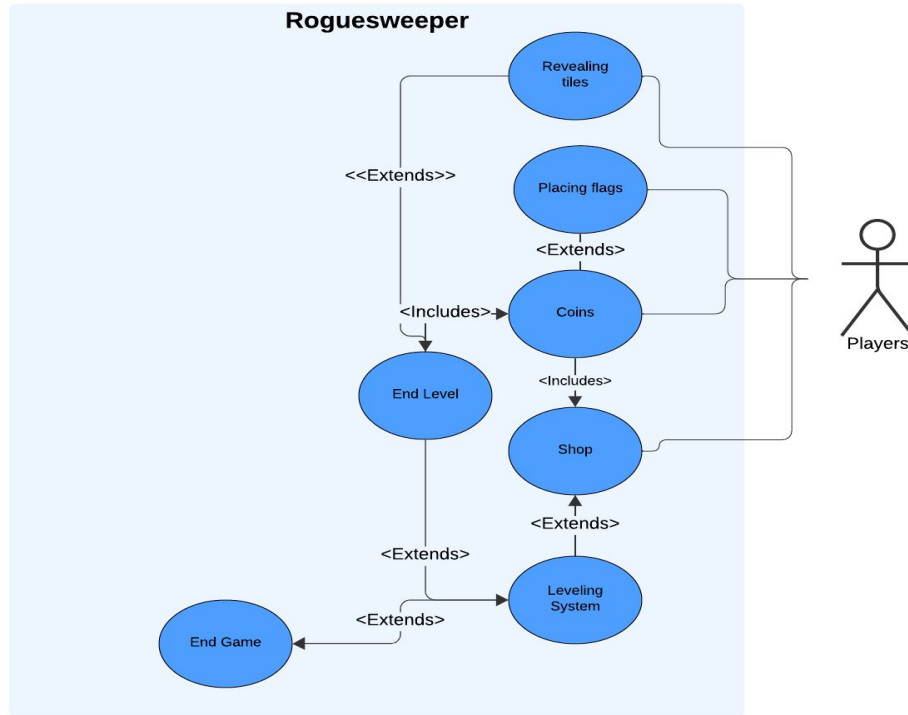 Roguesweeper
Revealing
tiles
<<Extends>>
Placing flags
<Extends>
<Includes>
Coins
Players
<Includes>
End Level
Shop
<Extends>
<Extends>
Leveling
System
<Extends>
End Game